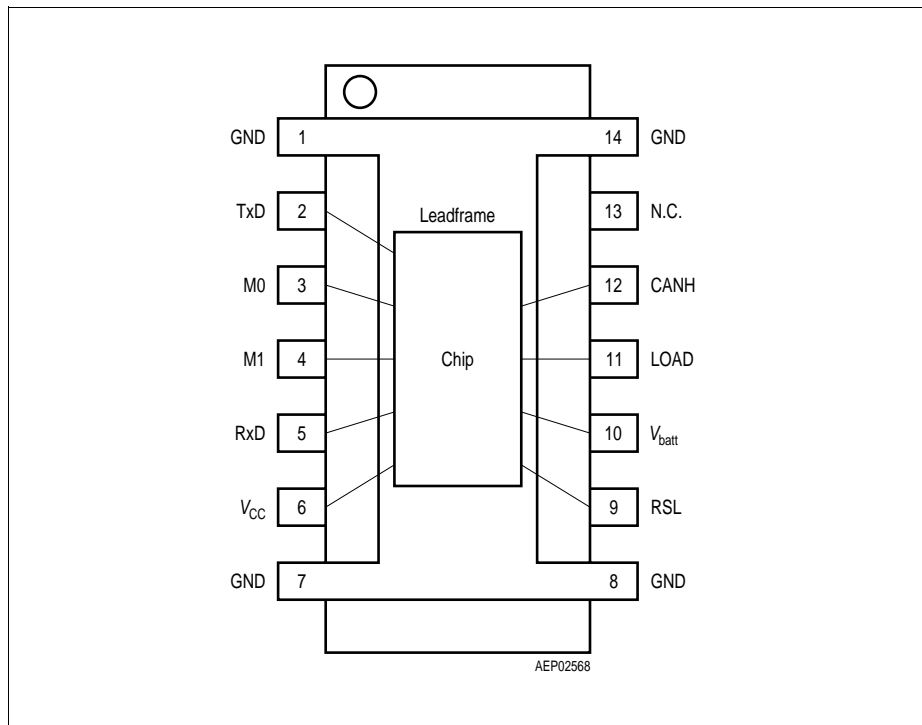 GND 1 14 GND
TxD 2 13 N.C.
Leadframe
M0 3 12 CANH
M1 4 Chip 11 LOAD
RxD 5 10 Vbatt
VCC 6 9 RSL
GND 7 8 GND
AEP02568